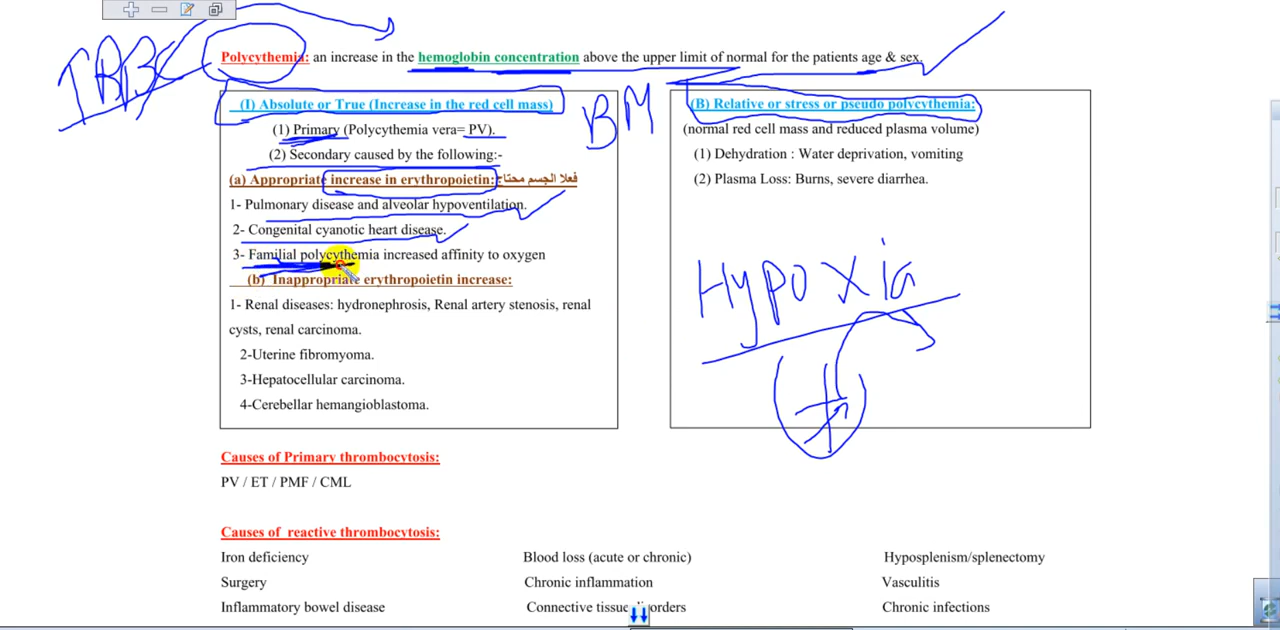 Polycythemia: an increase in the hemoglobin concentration above the upper limit of normal for the patients age & sex.
(I) Absolute or True (Increase in the red cell mass)
(1) Primary (Polycythemia vera= PV).
(2) Secondary caused by the following:-
(a) Appropriate increase in erythropoietin: فعلا الجسم محتاج
1- Pulmonary disease and alveolar hypoventilation.
2- Congenital cyanotic heart disease.
3- Familial polycythemia increased affinity to oxygen
(b) Inappropriate erythropoietin increase:
1- Renal diseases: hydronephrosis, Renal artery stenosis, renal
cysts, renal carcinoma.
2-Uterine fibromyoma.
3-Hepatocellular carcinoma.
4-Cerebellar hemangioblastoma.
BM
(B) Relative or stress or pseudo polycythemia:
(normal red cell mass and reduced plasma volume)
(1) Dehydration : Water deprivation, vomiting
(2) Plasma Loss: Burns, severe diarrhea.
Hypoxia
Causes of Primary thrombocytosis:
PV / ET / PMF / CML
Causes of reactive thrombocytosis:
Iron deficiency Blood loss (acute or chronic) Hyposplenism/splenectomy
Surgery Chronic inflammation Vasculitis
Inflammatory bowel disease Connective tissue disorders Chronic infections